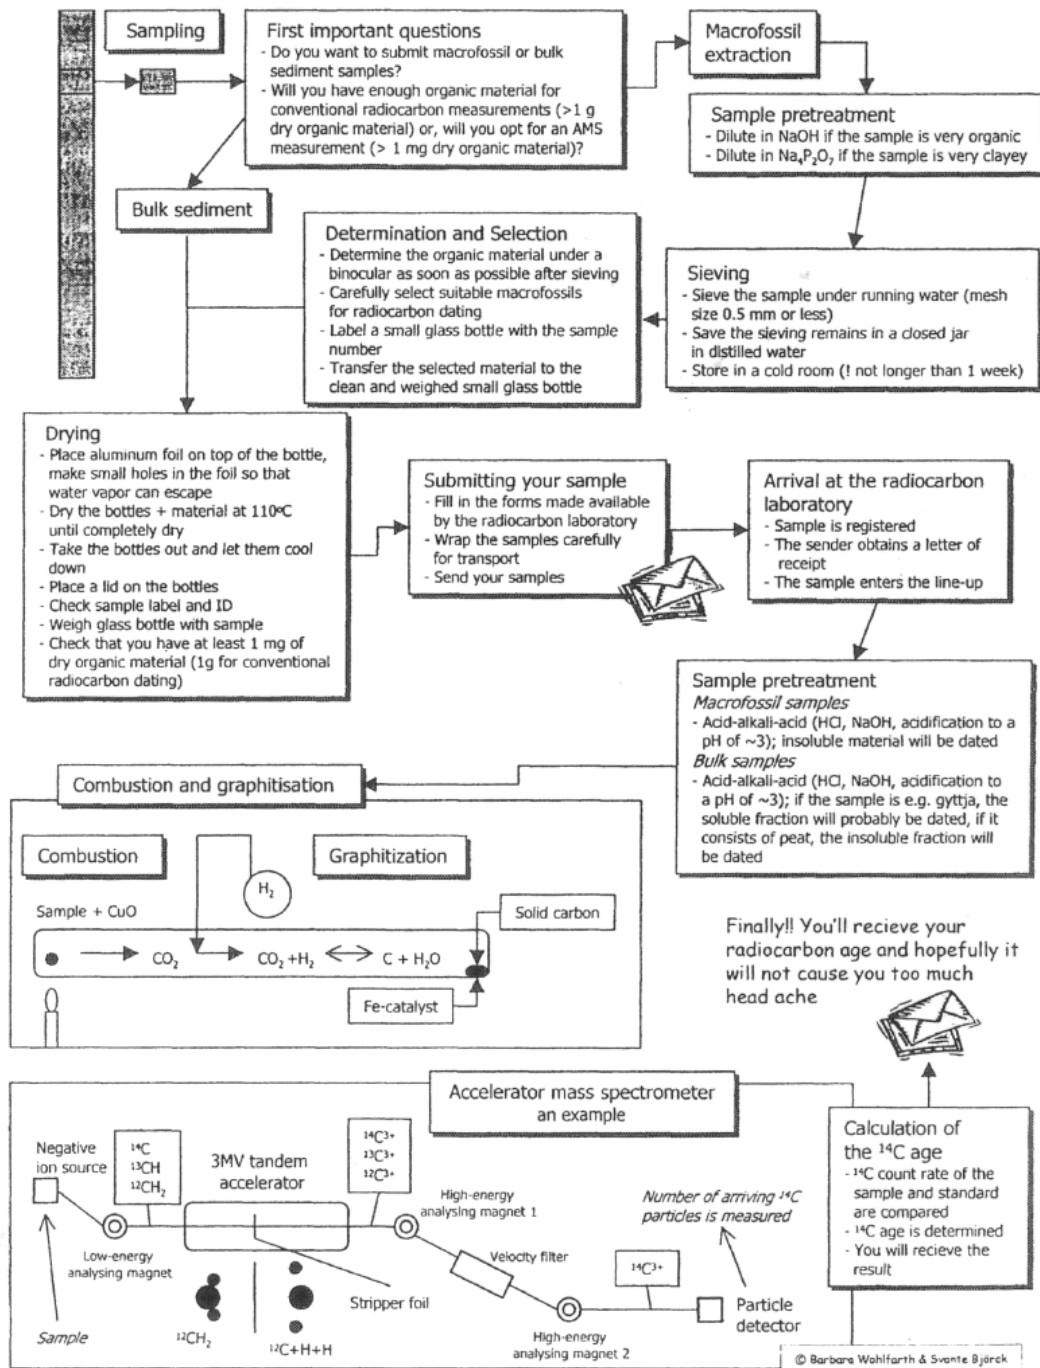 Sampling
First important questions
- Do you want to submit macrofossil or bulk
sediment samples?
- Will you have enough organic material for
conventional radiocarbon measurements (>1 g
dry organic material) or, will you opt for an AMS
measurement (> 1 mg dry organic material)?
Macrofossil
extraction
Sample pretreatment
- Dilute in NaOH if the sample is very organic
- Dilute in Na₄P₂O₇ if the sample is very clayey
Bulk sediment
Determination and Selection
- Determine the organic material under a
binocular as soon as possible after sieving
- Carefully select suitable macrofossils
for radiocarbon dating
- Label a small glass bottle with the sample
number
- Transfer the selected material to the
clean and weighed small glass bottle
Sieving
- Sieve the sample under running water (mesh
size 0.5 mm or less)
- Save the sieving remains in a closed jar
in distilled water
- Store in a cold room (! not longer than 1 week)
Drying
- Place aluminum foil on top of the bottle,
make small holes in the foil so that
water vapor can escape
- Dry the bottles + material at 110ºC
until completely dry
- Take the bottles out and let them cool
down
- Place a lid on the bottles
- Check sample label and ID
- Weigh glass bottle with sample
- Check that you have at least 1 mg of
dry organic material (1g for conventional
radiocarbon dating)
Submitting your sample
- Fill in the forms made available
by the radiocarbon laboratory
- Wrap the samples carefully
for transport
- Send your samples
Arrival at the radiocarbon
laboratory
- Sample is registered
- The sender obtains a letter of
receipt
- The sample enters the line-up
Sample pretreatment
Macrofossil samples
- Acid-alkali-acid (HCl, NaOH, acidification to a
pH of ~3); insoluble material will be dated
Bulk samples
- Acid-alkali-acid (HCl, NaOH, acidification to
a pH of ~3); if the sample is e.g. gyttja, the
soluble fraction will probably be dated, if it
consists of peat, the insoluble fraction will
be dated
Combustion and graphitisation
Combustion
Graphitization
H₂
Sample + CuO
Solid carbon
CO₂
CO₂ +H₂
C + H₂O
Fe-catalyst
Finally!! You'll recieve your
radiocarbon age and hopefully it
will not cause you too much
head ache
Accelerator mass spectrometer
an example
Negative
ion source
¹⁴C
¹³CH
¹²CH₂
3MV tandem
accelerator
¹⁴C³⁺
¹³C³⁺
¹²C³⁺
High-energy
analysing magnet 1
Number of arriving ¹⁴C
particles is measured
Low-energy
analysing magnet
Velocity filter
¹⁴C³⁺
Stripper foil
Particle
detector
Sample
¹²CH₂
¹²C+H+H
High-energy
analysing magnet 2
Calculation of
the ¹⁴C age
- ¹⁴C count rate of the
sample and standard
are compared
- ¹⁴C age is determined
- You will recieve the
result
© Barbara Wohlfarth & Svante Björck